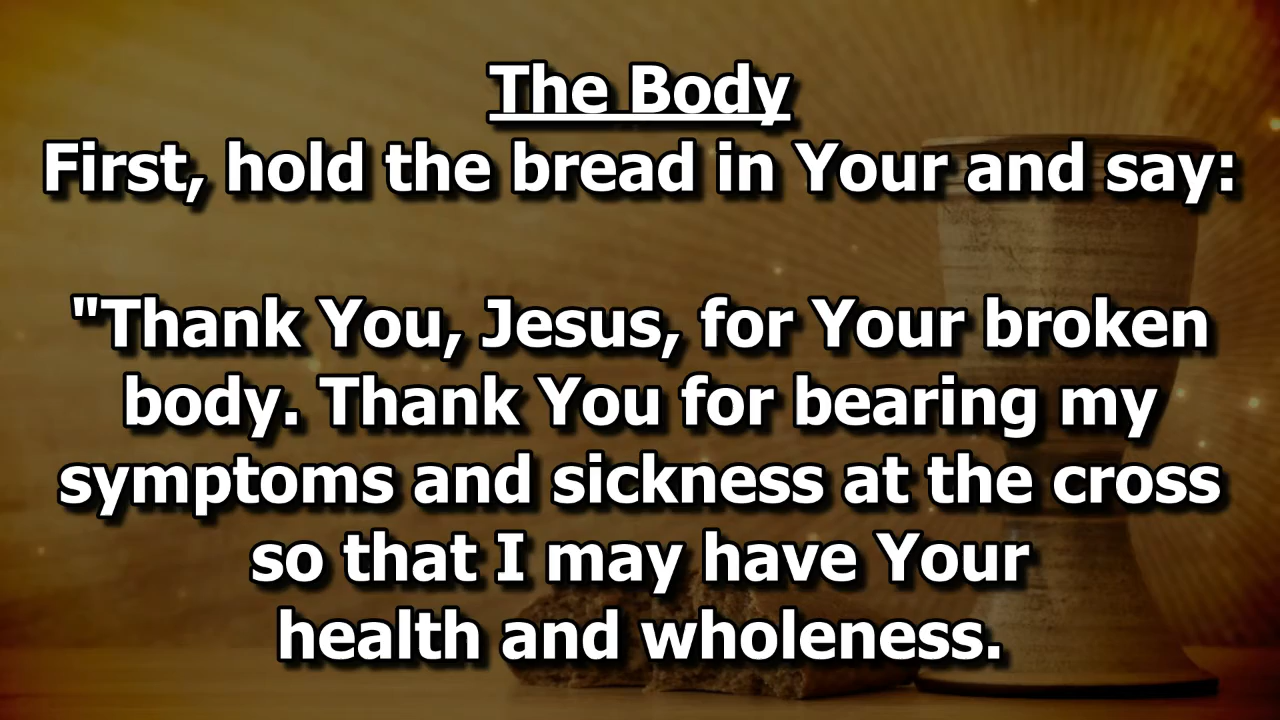 The Body
First, hold the bread in Your and say:
"Thank You, Jesus, for Your broken
body. Thank You for bearing my
symptoms and sickness at the cross
so that I may have Your
health and wholeness.